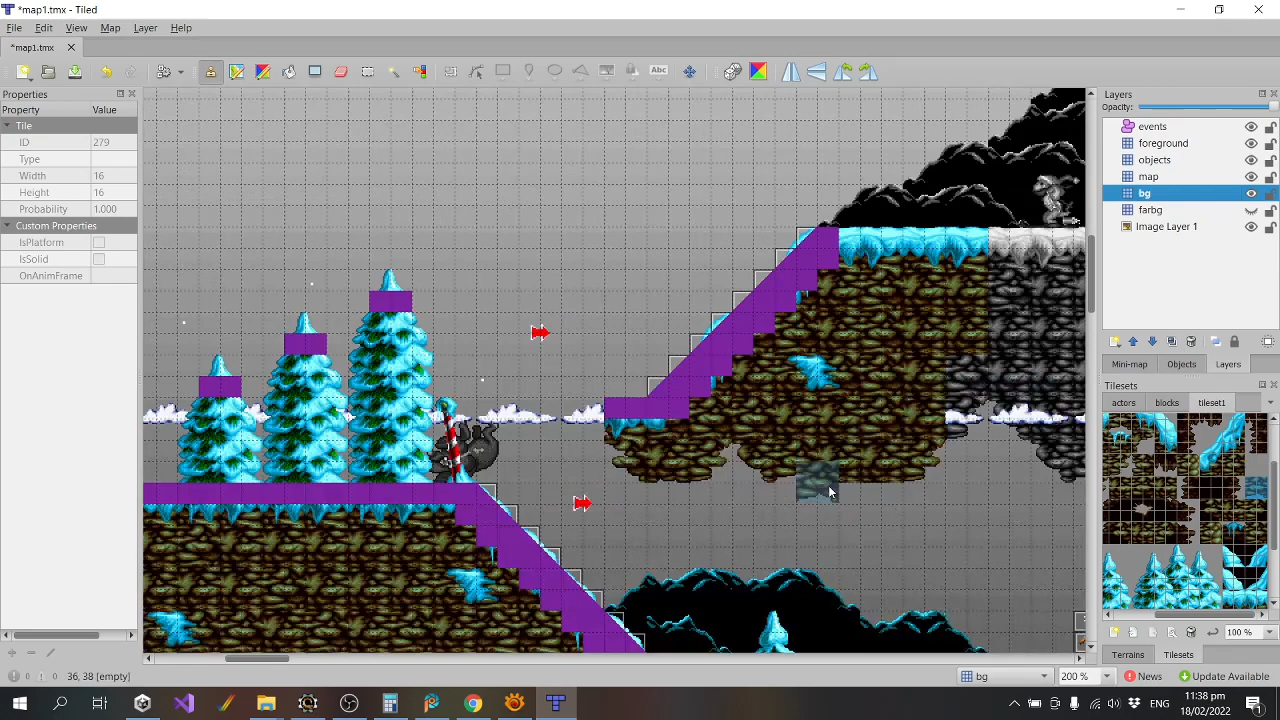 *map1.tmx - Tiled
File Edit View Map Layer Help
*map1.tmx
Abc
Properties
Property Value
Tile
ID 279
Type
Width 16
Height 16
Probability 1.000
Custom Properties
IsPlatform
IsSolid
OnAnimFrame
Layers
Opacity:
events
foreground
objects
map
bg
farbg
Image Layer 1
Mini-map Objects Layers
Tilesets
actors blocks tileset1
100 %
Terrains Tilesets
0 0 36, 38 (empty)
bg 200 % News Update Available
ENG 11:38 pm 18/02/2022